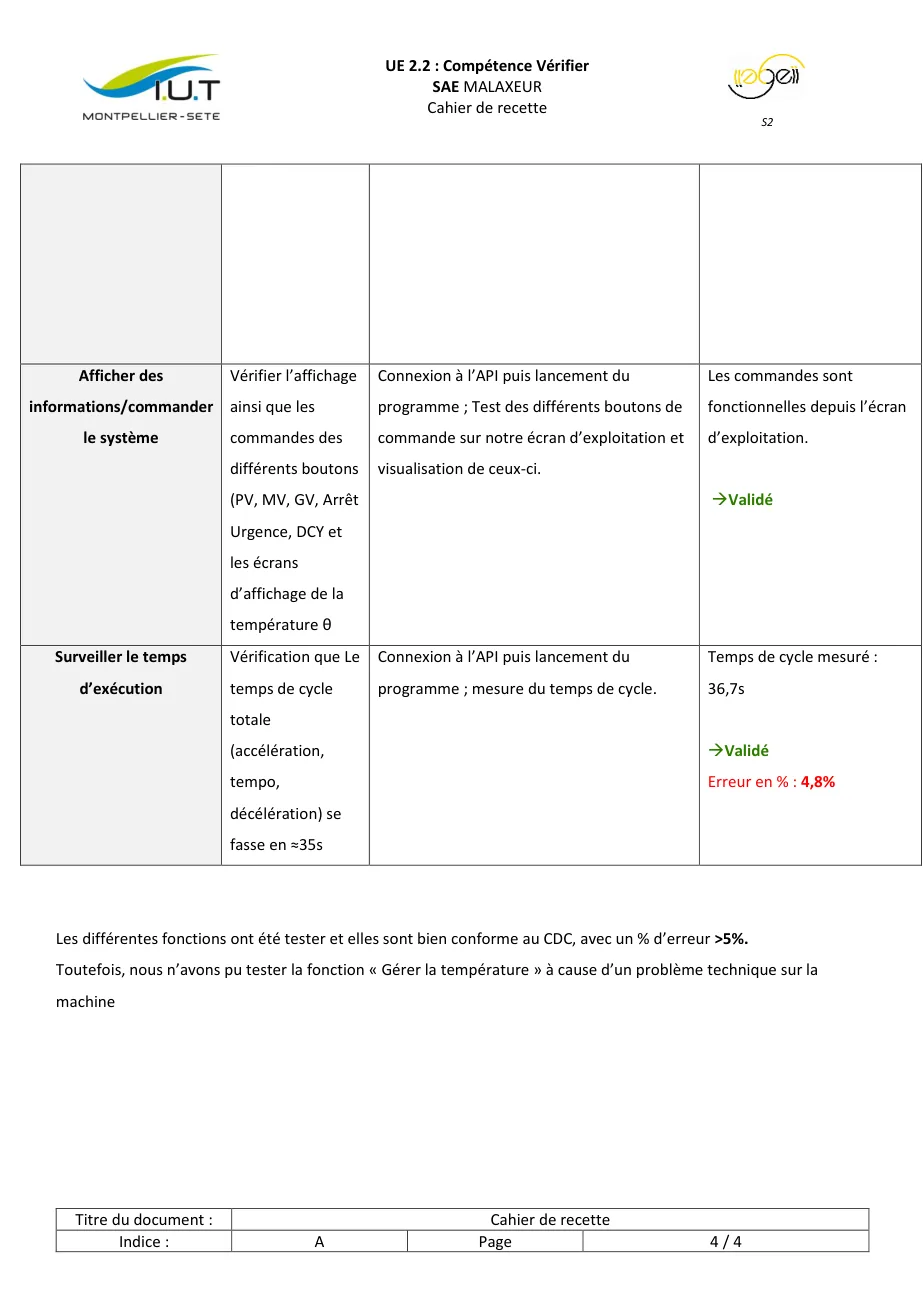 I.U.T
MONTPELLIER-SETE
UE 2.2 : Compétence Vérifier
SAE MALAXEUR
Cahier de recette
S2
Afficher des
informations/commander
le système
Vérifier l’affichage
ainsi que les
commandes des
différents boutons
(PV, MV, GV, Arrêt
Urgence, DCY et
les écrans
d’affichage de la
température θ
Connexion à l’API puis lancement du
programme ; Test des différents boutons de
commande sur notre écran d’exploitation et
visualisation de ceux-ci.
Les commandes sont
fonctionnelles depuis l’écran
d’exploitation.
→Validé
Surveiller le temps
d’exécution
Vérification que Le
temps de cycle
totale
(accélération,
tempo,
décélération) se
fasse en ≈35s
Connexion à l’API puis lancement du
programme ; mesure du temps de cycle.
Temps de cycle mesuré :
36,7s
→Validé
Erreur en % : 4,8%
Les différentes fonctions ont été tester et elles sont bien conforme au CDC, avec un % d’erreur >5%.
Toutefois, nous n’avons pu tester la fonction « Gérer la température » à cause d’un problème technique sur la
machine
Titre du document : Cahier de recette
Indice : A Page 4 / 4